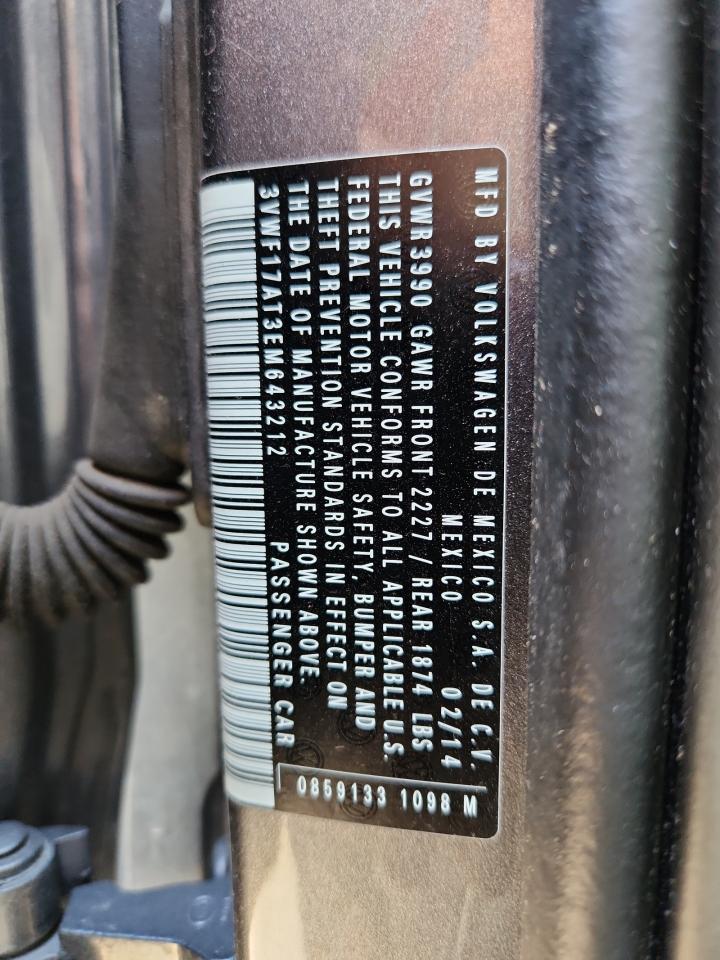 MFD BY VOLKSWAGEN DE MEXICO S.A. DE C.V.
MEXICO 02/14
GVWR 3990 GAWR FRONT 2227 / REAR 1874 LBS
THIS VEHICLE CONFORMS TO ALL APPLICABLE U.S.
FEDERAL MOTOR VEHICLE SAFETY, BUMPER AND
THEFT PREVENTION STANDARDS IN EFFECT ON
THE DATE OF MANUFACTURE SHOWN ABOVE.
3VWF17AT3EM643212 PASSENGER CAR
0859133 1098 M